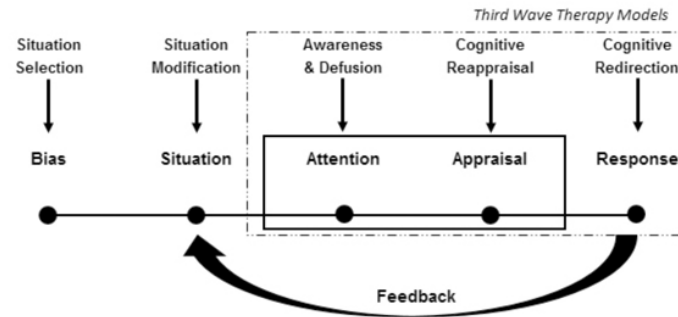 Third Wave Therapy Models
Situation
Selection
Situation
Modification
Awareness
& Defusion
Cognitive
Reappraisal
Cognitive
Redirection
Bias
Situation
Attention
Appraisal
Response
Feedback